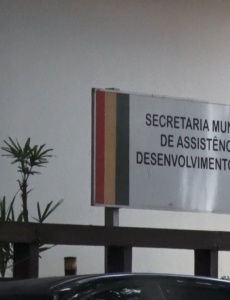 SECRETARIA MUN
DE ASSISTÊNC
DESENVOLVIMENTO